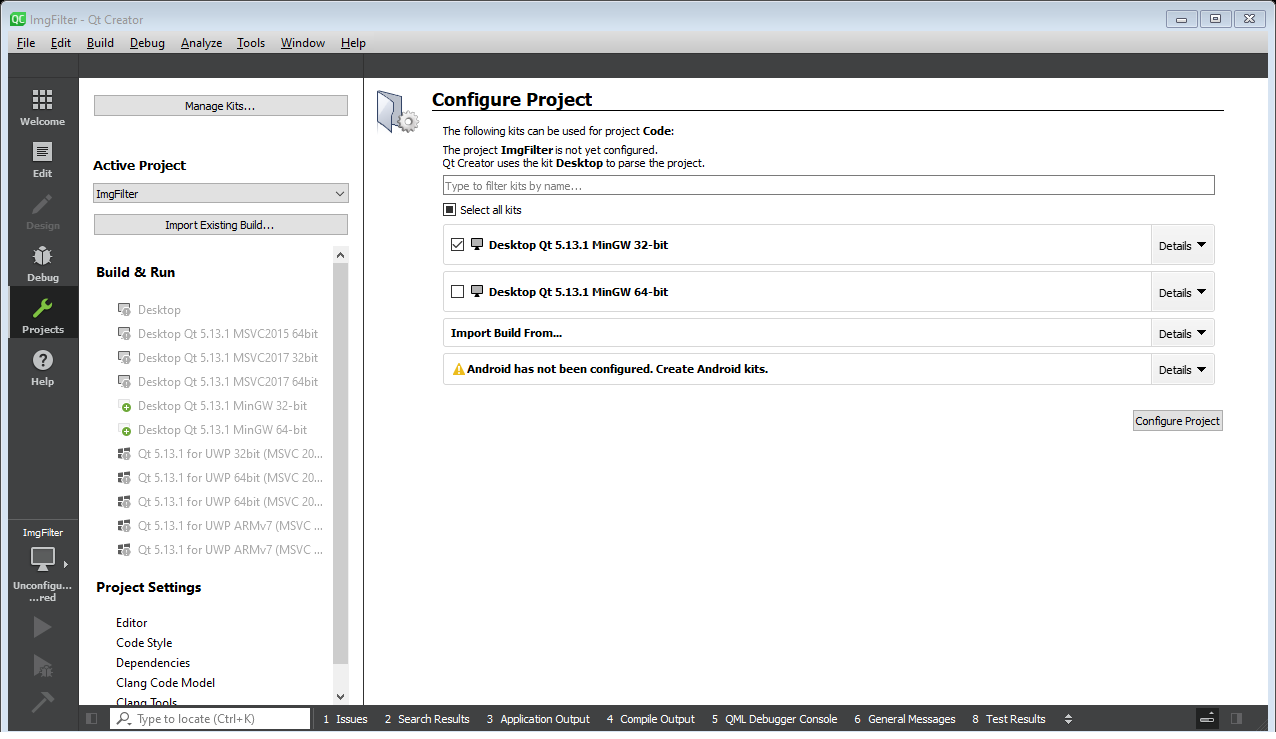 QC ImgFilter - Qt Creator
File Edit Build Debug Analyze Tools Window Help
Welcome
Edit
Design
Debug
Projects
Help
ImgFilter
Unconfigu...
...red
Manage Kits...
Active Project
ImgFilter
Import Existing Build...
Build & Run
Desktop
Desktop Qt 5.13.1 MSVC2015 64bit
Desktop Qt 5.13.1 MSVC2017 32bit
Desktop Qt 5.13.1 MSVC2017 64bit
Desktop Qt 5.13.1 MinGW 32-bit
Desktop Qt 5.13.1 MinGW 64-bit
Qt 5.13.1 for UWP 32bit (MSVC 20...
Qt 5.13.1 for UWP 64bit (MSVC 20...
Qt 5.13.1 for UWP 64bit (MSVC 20...
Qt 5.13.1 for UWP ARMv7 (MSVC ...
Qt 5.13.1 for UWP ARMv7 (MSVC ...
Project Settings
Editor
Code Style
Dependencies
Clang Code Model
Clang Tools
Configure Project
The following kits can be used for project Code:
The project ImgFilter is not yet configured.
Qt Creator uses the kit Desktop to parse the project.
Type to filter kits by name...
Select all kits
Desktop Qt 5.13.1 MinGW 32-bit Details
Desktop Qt 5.13.1 MinGW 64-bit Details
Import Build From... Details
Android has not been configured. Create Android kits. Details
Configure Project
Type to locate (Ctrl+K) 1 Issues 2 Search Results 3 Application Output 4 Compile Output 5 QML Debugger Console 6 General Messages 8 Test Results